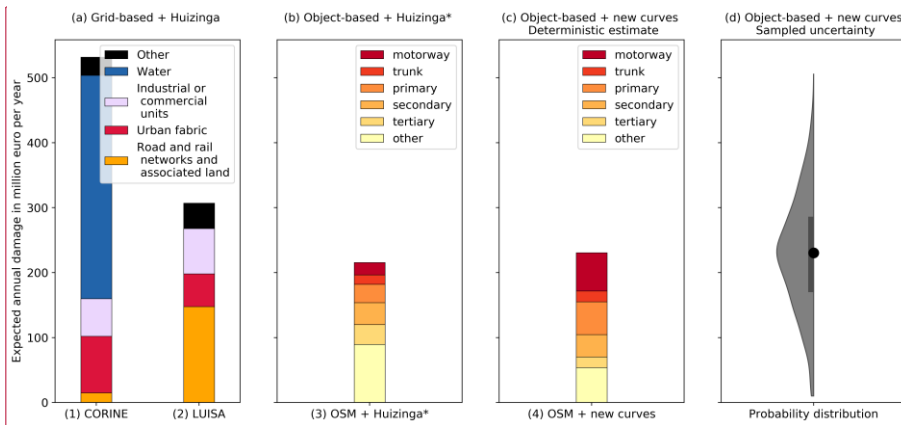 (a) Grid-based + Huizinga
(b) Object-based + Huizinga*
(c) Object-based + new curves
Deterministic estimate
(d) Object-based + new curves
Sampled uncertainty
Expected annual damage in million euro per year
500
400
300
200
100
0
Other
Water
Industrial or
commercial
units
Urban fabric
Road and rail
networks and
associated land
motorway
trunk
primary
secondary
tertiary
other
motorway
trunk
primary
secondary
tertiary
other
(1) CORINE
(2) LUISA
(3) OSM + Huizinga*
(4) OSM + new curves
Probability distribution